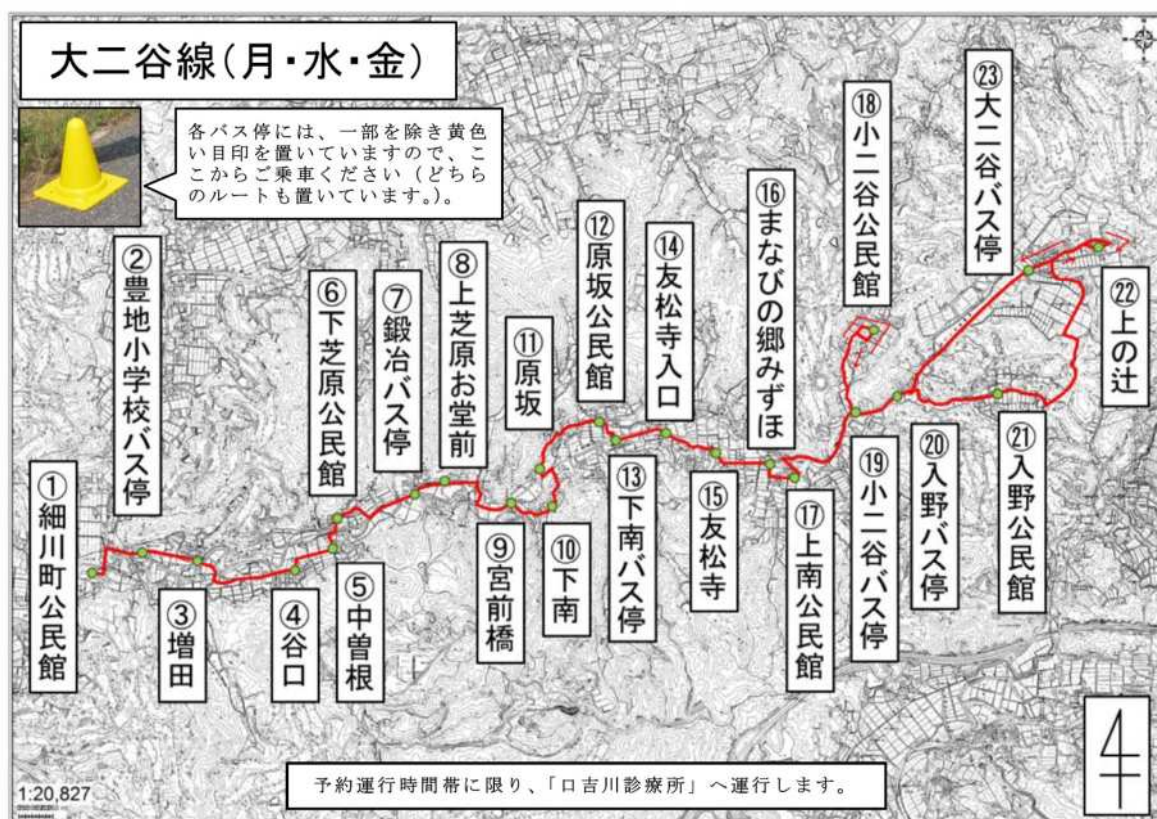 大二谷線(月・水・金)
各バス停には、一部を除き黄色
い目印を置いていますので、こ
こからご乗車ください(どちら
のルートも置いています。)。
①細川町公民館
②豊地小学校バス停
③増田
④谷口
⑤中曽根
⑥下芝原公民館
⑦鍛冶バス停
⑧上芝原お堂前
⑨宮前橋
⑩下南
⑪原坂
⑫原坂公民館
⑬下南バス停
⑭友松寺入口
⑮友松寺
⑯まなびの郷みずほ
⑰上南公民館
⑱小二谷公民館
⑲小二谷バス停
⑳入野バス停
㉑入野公民館
㉒上の辻
㉓大二谷バス停
予約運行時間帯に限り、「口吉川診療所」へ運行します。
1:20,827